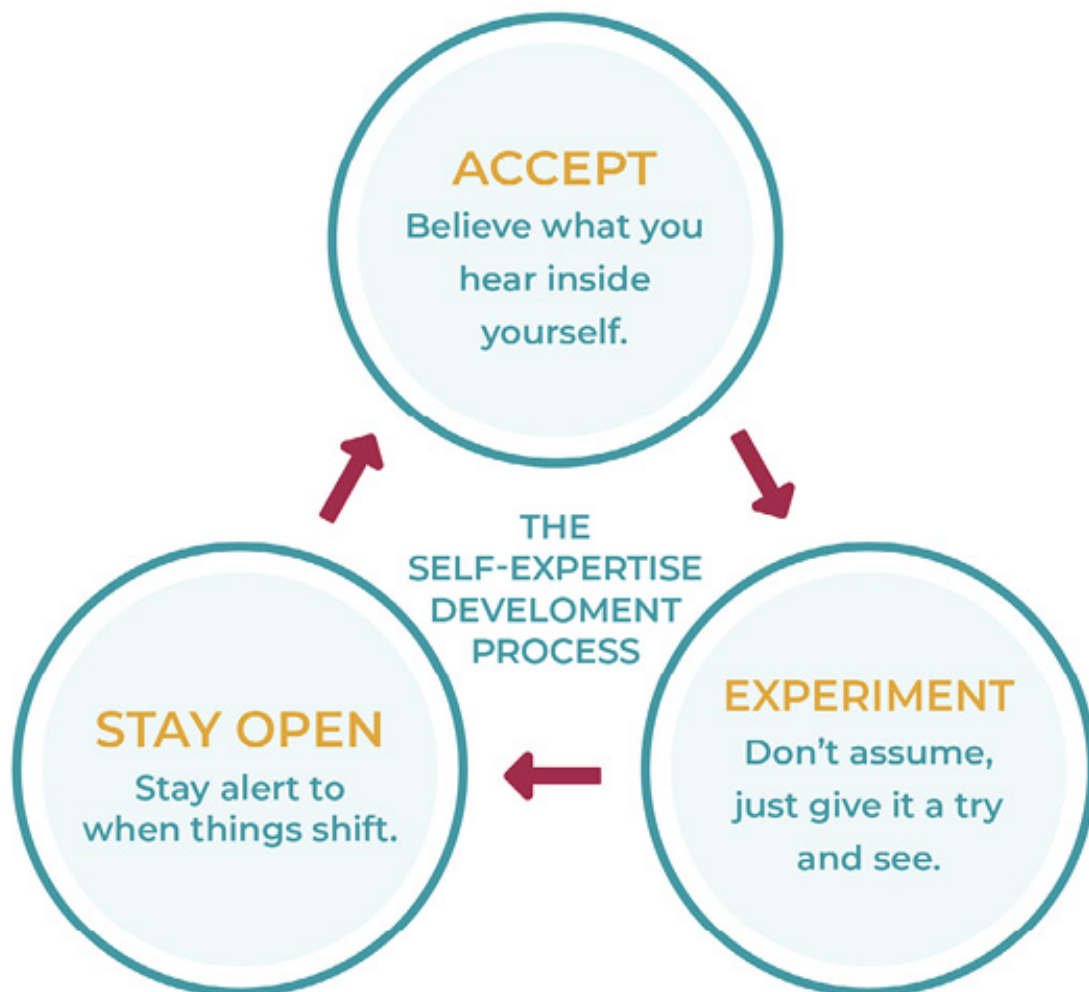 ACCEPT
Believe what you
hear inside
yourself.
THE
SELF-EXPERTISE
DEVELOMENT
PROCESS
STAY OPEN
Stay alert to
when things shift.
EXPERIMENT
Don’t assume,
just give it a try
and see.